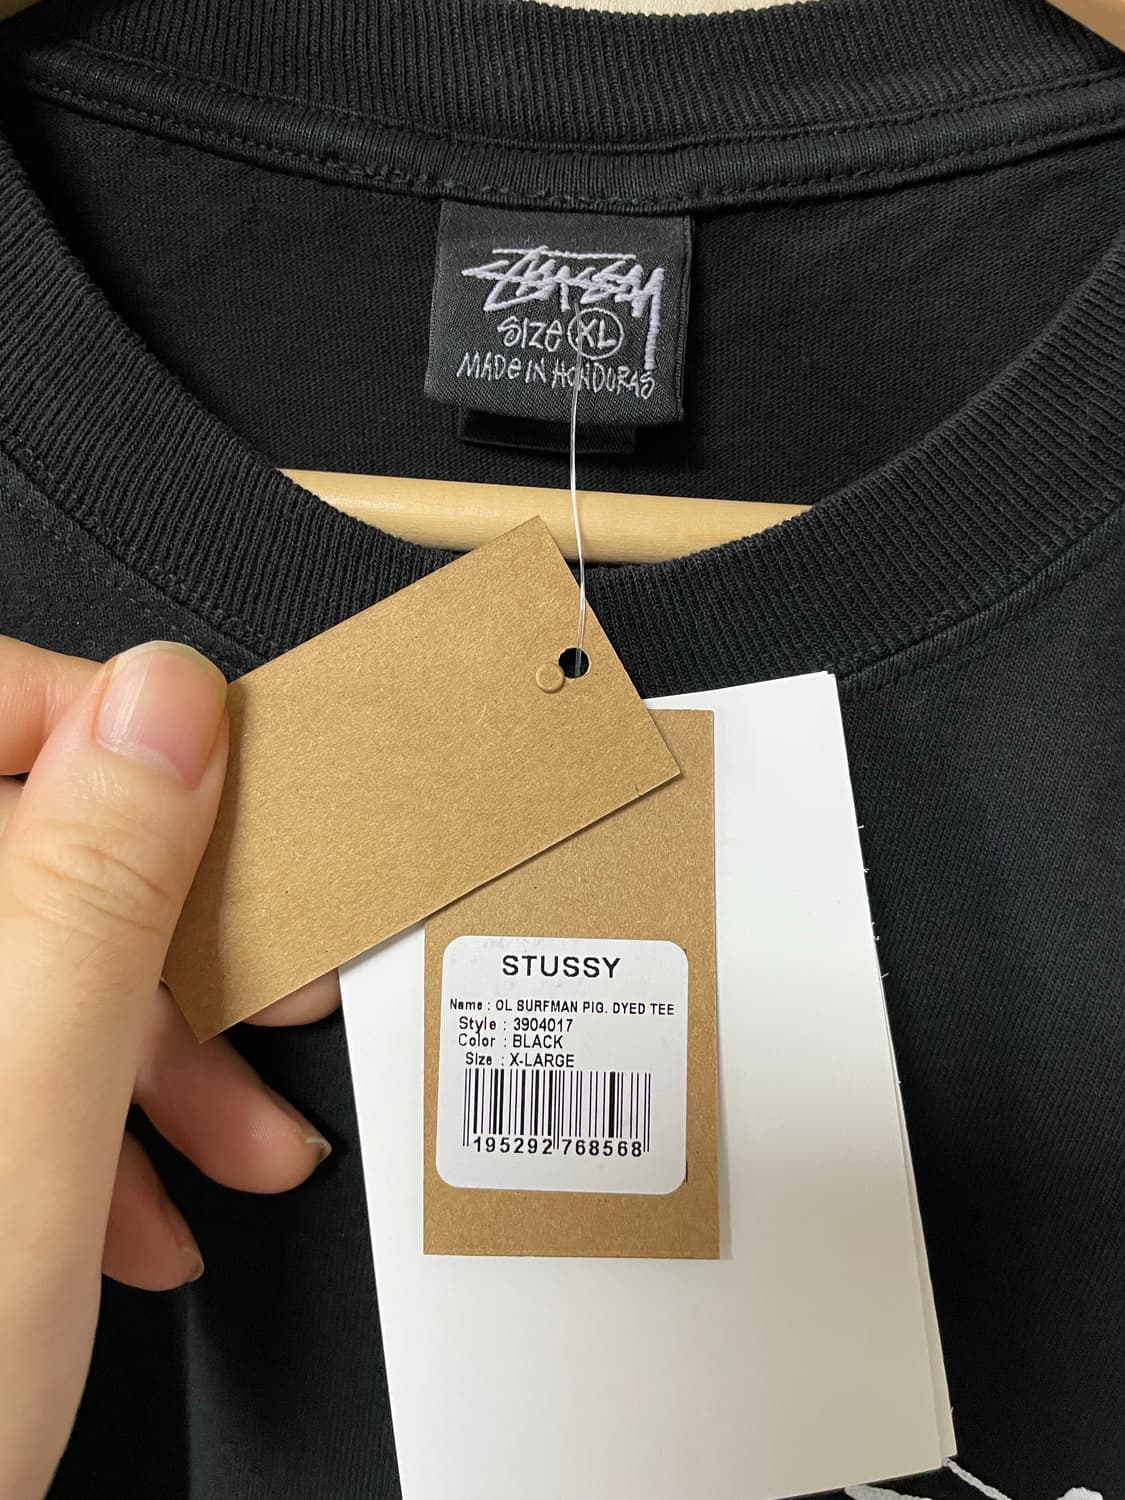 STUSSY
SIZE XL
MADE IN HONDURAS
STUSSY
Name : OL SURFMAN PIG. DYED TEE
Style : 3904017
Color : BLACK
Size : X-LARGE
195292 768568